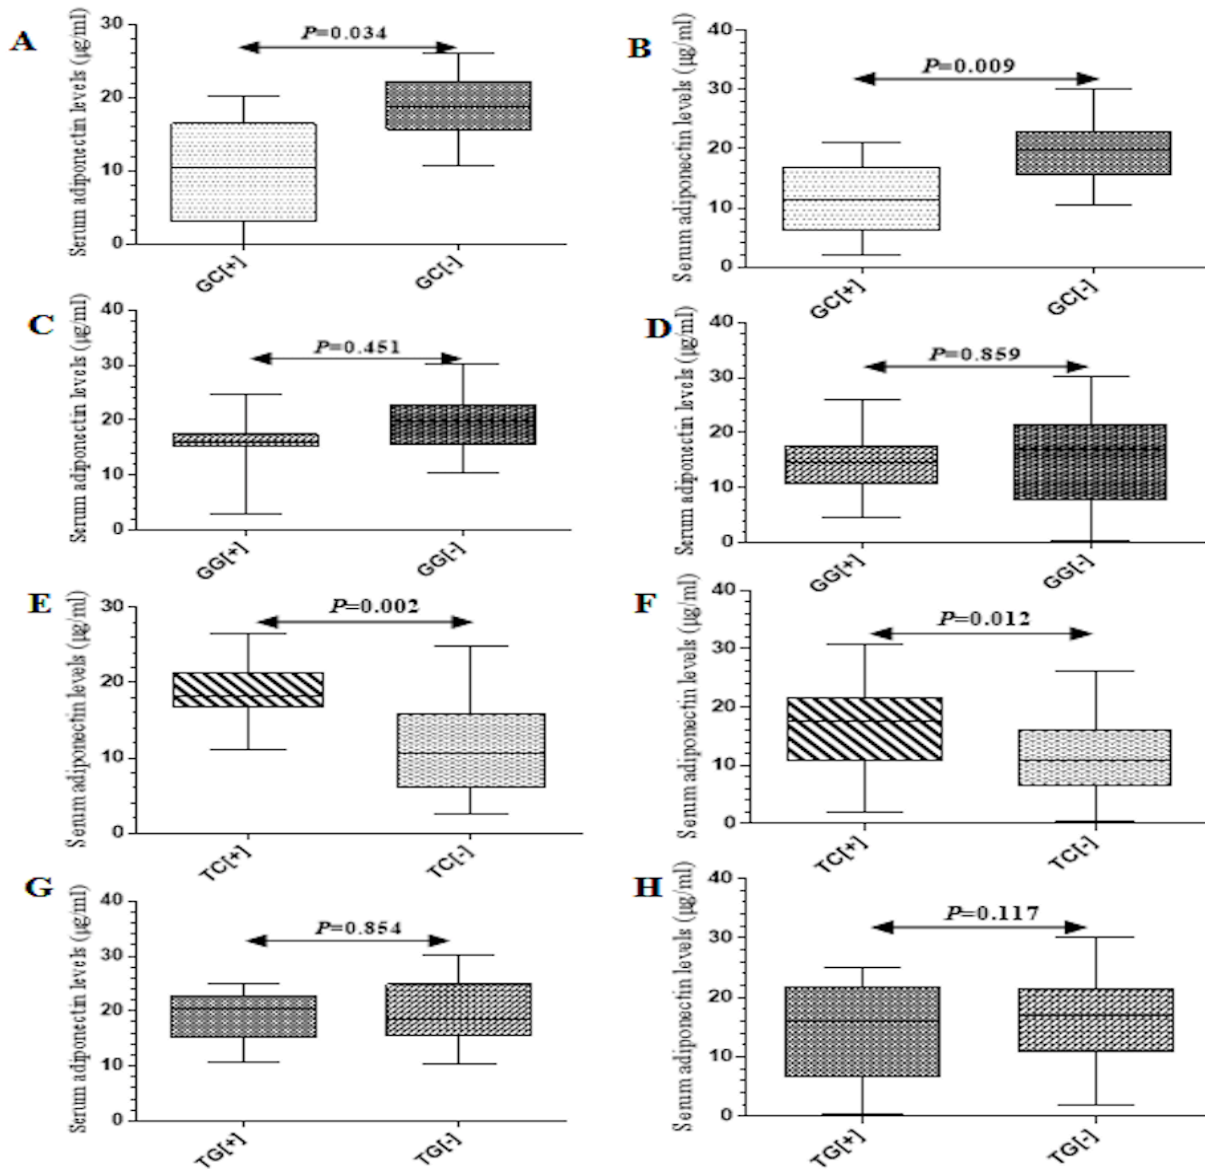 A
Serum adiponectin levels (µg/ml)
30
20
10
0
P=0.034
GC[+]
GC[-]
B
Serum adiponectin levels (µg/ml)
40
30
20
10
0
P=0.009
GC[+]
GC[-]
C
Serum adiponectin levels (µg/ml)
40
30
20
10
0
P=0.451
GG[+]
GG[-]
D
Serum adiponectin levels (µg/ml)
40
30
20
10
0
P=0.859
GG[+]
GG[-]
E
Serum adiponectin levels (µg/ml)
30
20
10
0
P=0.002
TC[+]
TC[-]
F
Serum adiponectin levels (µg/ml)
40
30
20
10
0
P=0.012
TC[+]
TC[-]
G
Serum adiponectin levels (µg/ml)
40
30
20
10
0
P=0.854
TG[+]
TG[-]
H
Serum adiponectin levels (µg/ml)
40
30
20
10
0
P=0.117
TG[+]
TG[-]